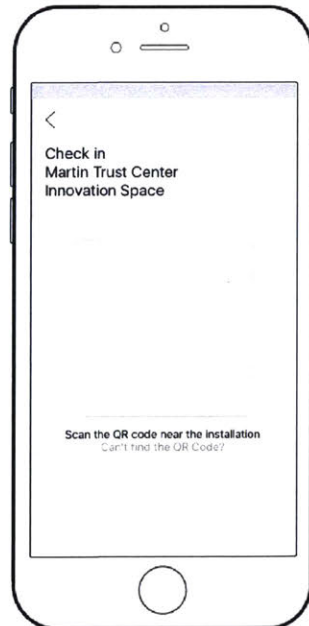 Check in
Martin Trust Center
Innovation Space
Scan the QR code near the installation
Can't find the QR Code?